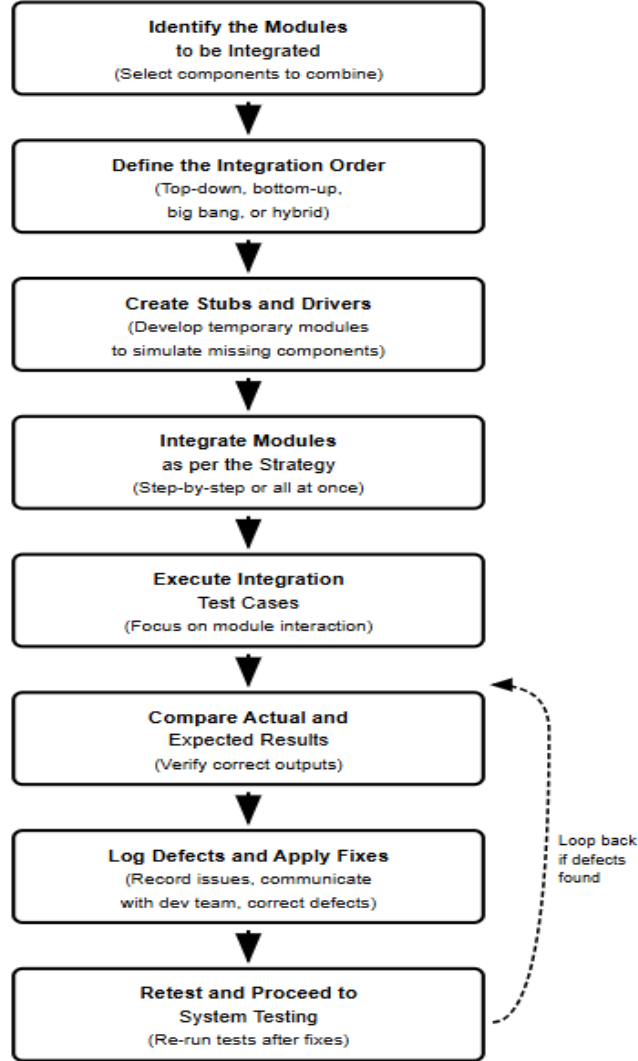 Identify the Modules
to be Integrated
(Select components to combine)
Define the Integration Order
(Top-down, bottom-up,
big bang, or hybrid)
Create Stubs and Drivers
(Develop temporary modules
to simulate missing components)
Integrate Modules
as per the Strategy
(Step-by-step or all at once)
Execute Integration
Test Cases
(Focus on module interaction)
Compare Actual and
Expected Results
(Verify correct outputs)
Log Defects and Apply Fixes
(Record issues, communicate
with dev team, correct defects)
Loop back
if defects
found
Retest and Proceed to
System Testing
(Re-run tests after fixes)